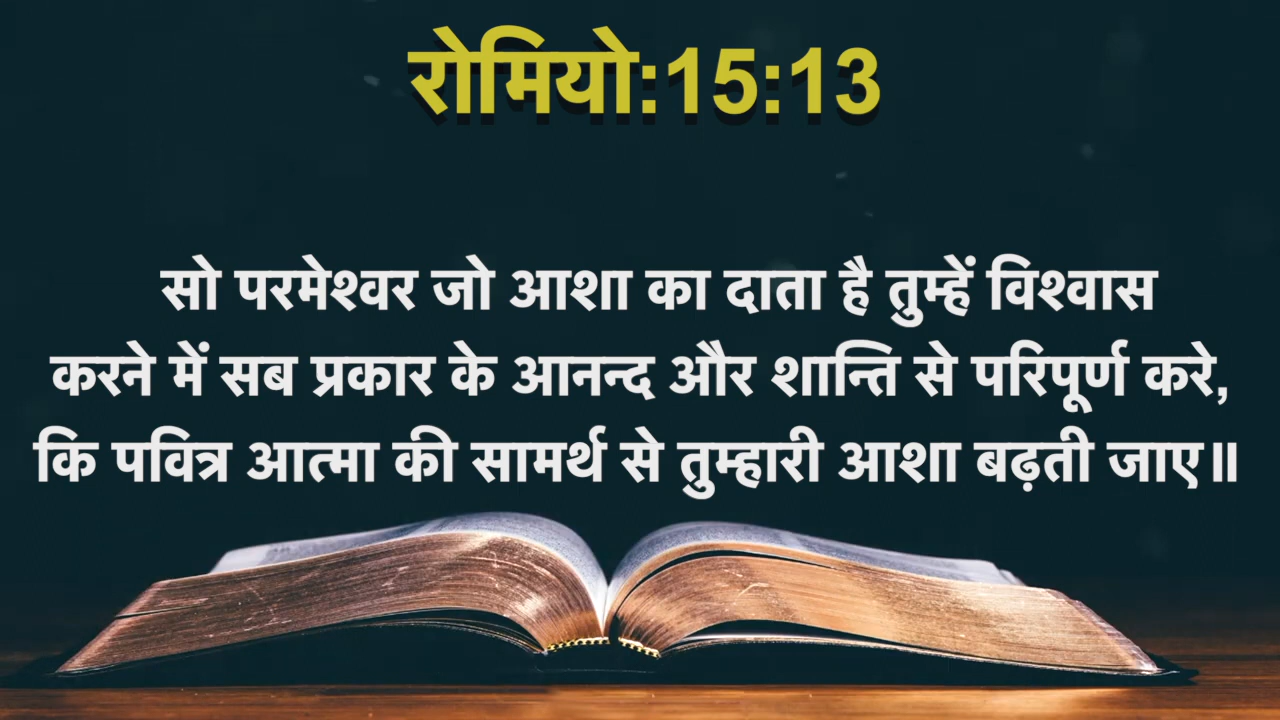 रोमियो:15:13
सो परमेश्वर जो आशा का दाता है तुम्हें विश्वास
करने में सब प्रकार के आनन्द और शान्ति से परिपूर्ण करे,
कि पवित्र आत्मा की सामर्थ से तुम्हारी आशा बढ़ती जाए॥